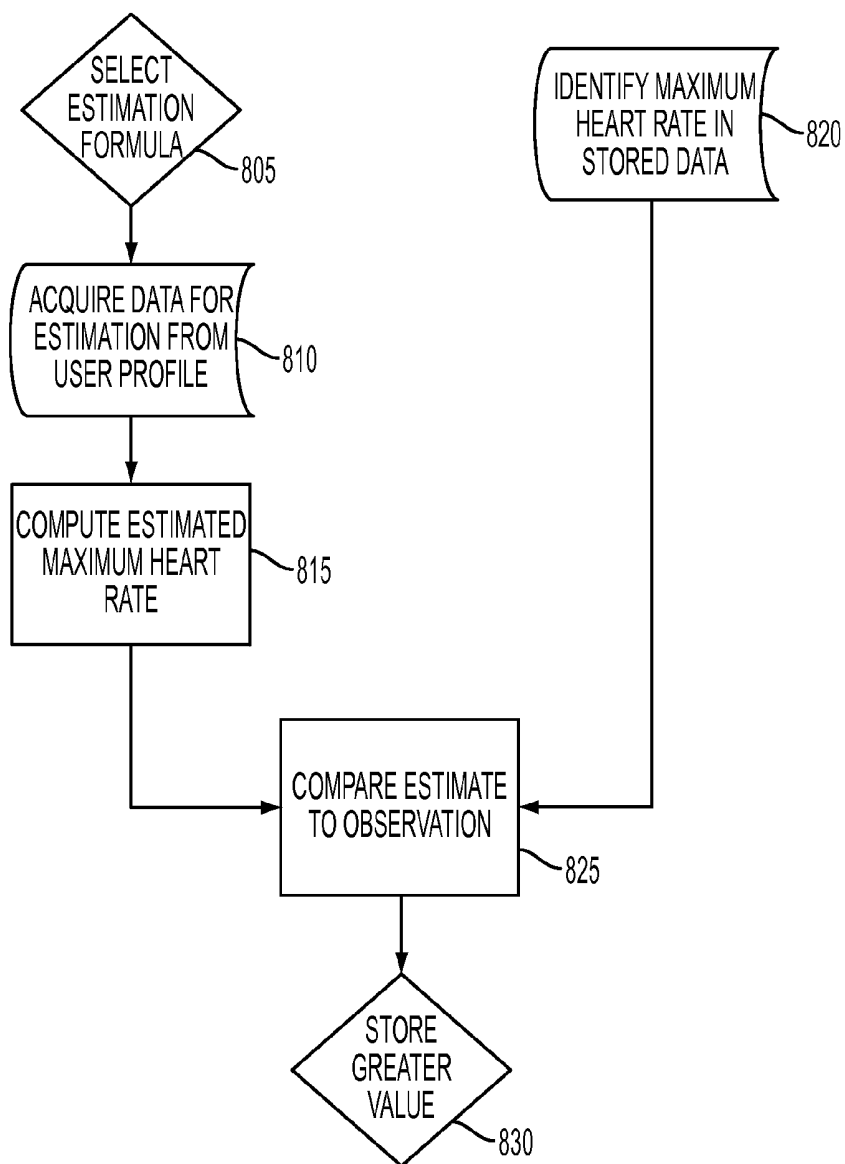 SELECT
ESTIMATION
FORMULA
805
IDENTIFY MAXIMUM
HEART RATE IN
STORED DATA
820
ACQUIRE DATA FOR
ESTIMATION FROM
USER PROFILE
810
COMPUTE ESTIMATED
MAXIMUM HEART
RATE
815
COMPARE ESTIMATE
TO OBSERVATION
825
STORE
GREATER
VALUE
830